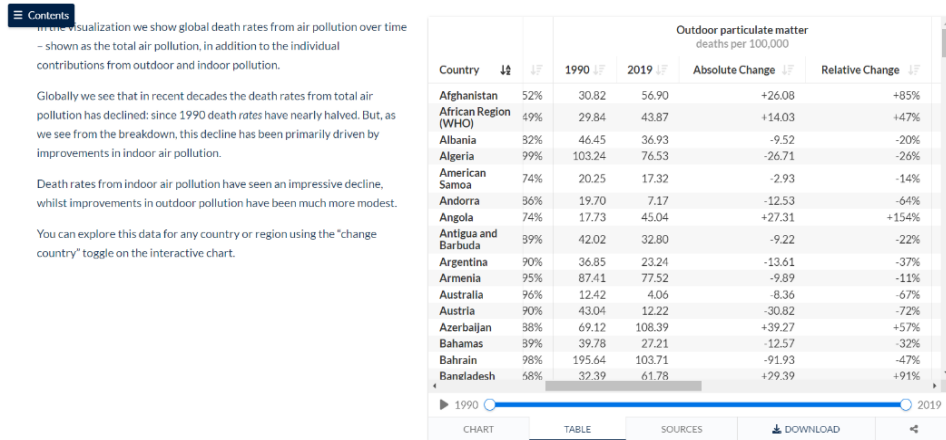 ☰ Contents
In the visualization we show global death rates from air pollution over time
– shown as the total air pollution, in addition to the individual
contributions from outdoor and indoor pollution.
Globally we see that in recent decades the death rates from total air
pollution has declined: since 1990 death rates have nearly halved. But, as
we see from the breakdown, this decline has been primarily driven by
improvements in indoor air pollution.
Death rates from indoor air pollution have seen an impressive decline,
whilst improvements in outdoor pollution have been much more modest.
You can explore this data for any country or region using the “change
country” toggle on the interactive chart.
Outdoor particulate matter
deaths per 100,000
Country 1990 2019 Absolute Change Relative Change
Afghanistan 52% 30.82 56.90 +26.08 +85%
African Region
(WHO) 49% 29.84 43.87 +14.03 +47%
Albania 82% 46.45 36.93 -9.52 -20%
Algeria 99% 103.24 76.53 -26.71 -26%
American
Samoa 74% 20.25 17.32 -2.93 -14%
Andorra 86% 19.70 7.17 -12.53 -64%
Angola 74% 17.73 45.04 +27.31 +154%
Antigua and
Barbuda 89% 42.02 32.80 -9.22 -22%
Argentina 90% 36.85 23.24 -13.61 -37%
Armenia 95% 87.41 77.52 -9.89 -11%
Australia 96% 12.42 4.06 -8.36 -67%
Austria 90% 43.04 12.22 -30.82 -72%
Azerbaijan 88% 69.12 108.39 +39.27 +57%
Bahamas 89% 39.78 27.21 -12.57 -32%
Bahrain 98% 195.64 103.71 -91.93 -47%
Bangladesh 68% 32.39 61.78 +29.39 +91%
1990 2019
CHART TABLE SOURCES DOWNLOAD